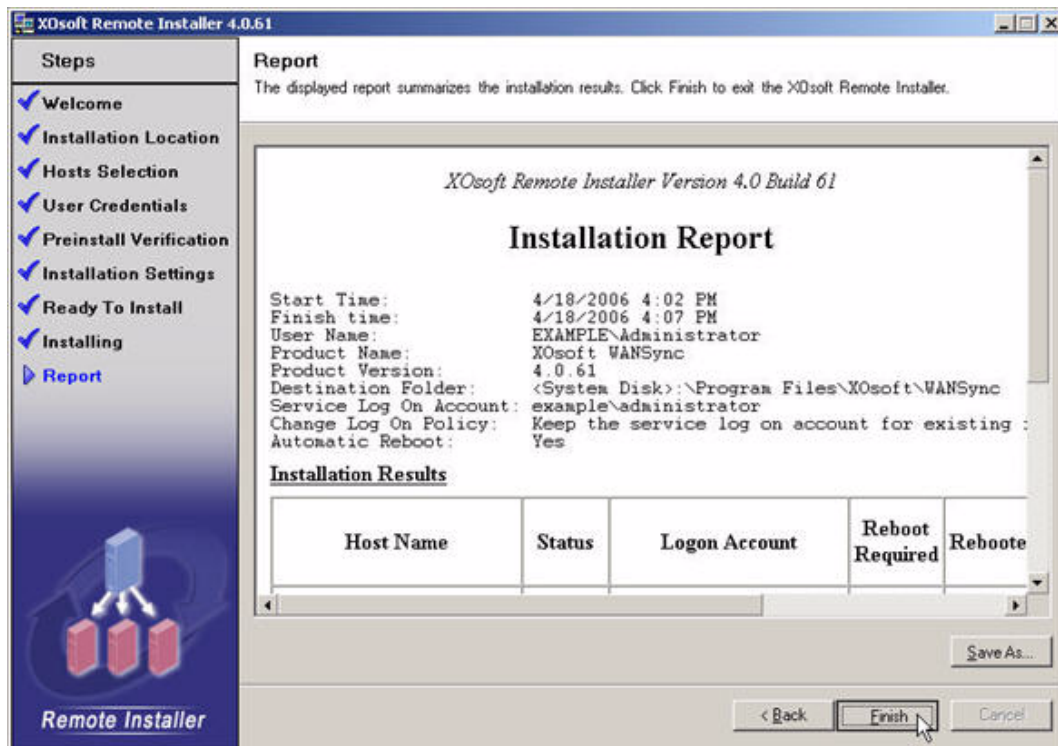 XOsoft Remote Installer 4.0.61
Steps
Welcome
Installation Location
Hosts Selection
User Credentials
Preinstall Verification
Installation Settings
Ready To Install
Installing
Report
Remote Installer
Report
The displayed report summarizes the installation results. Click Finish to exit the XOsoft Remote Installer.
XOsoft Remote Installer Version 4.0 Build 61
Installation Report
Start Time: 4/18/2006 4:02 PM
Finish time: 4/18/2006 4:07 PM
User Name: EXAMPLE\Administrator
Product Name: XOsoft WANSync
Product Version: 4.0.61
Destination Folder: <System Disk>:\Program Files\XOsoft\WANSync
Service Log On Account: example\administrator
Change Log On Policy: Keep the service log on account for existing
Automatic Reboot: Yes
Installation Results
Host Name Status Logon Account Reboot Required Reboote
Save As...
< Back Finish Cancel